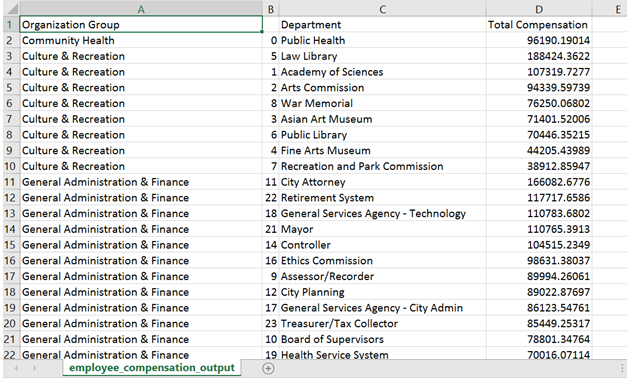 A B C D E
1 Organization Group Department Total Compensation
2 Community Health 0 Public Health 96190.19014
3 Culture & Recreation 5 Law Library 188424.3622
4 Culture & Recreation 1 Academy of Sciences 107319.7277
5 Culture & Recreation 2 Arts Commission 94339.59739
6 Culture & Recreation 8 War Memorial 76250.06802
7 Culture & Recreation 3 Asian Art Museum 71401.52006
8 Culture & Recreation 6 Public Library 70446.35215
9 Culture & Recreation 4 Fine Arts Museum 44205.43989
10 Culture & Recreation 7 Recreation and Park Commission 38912.85947
11 General Administration & Finance 11 City Attorney 166082.6776
12 General Administration & Finance 22 Retirement System 117717.6586
13 General Administration & Finance 18 General Services Agency - Technology 110783.6802
14 General Administration & Finance 21 Mayor 110765.3913
15 General Administration & Finance 14 Controller 104515.2349
16 General Administration & Finance 16 Ethics Commission 98631.38037
17 General Administration & Finance 9 Assessor/Recorder 89994.26061
18 General Administration & Finance 12 City Planning 89022.87697
19 General Administration & Finance 17 General Services Agency - City Admin 86123.54761
20 General Administration & Finance 23 Treasurer/Tax Collector 85449.25317
21 General Administration & Finance 10 Board of Supervisors 78801.34764
22 General Administration & Finance 19 Health Service System 70016.07114
employee_compensation_output